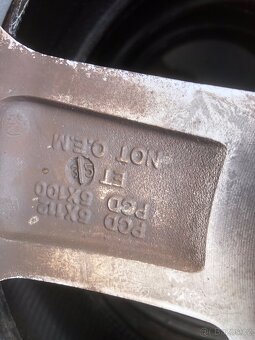 PCD 5X112
PCD 5X100
ET
NOT O.E.M